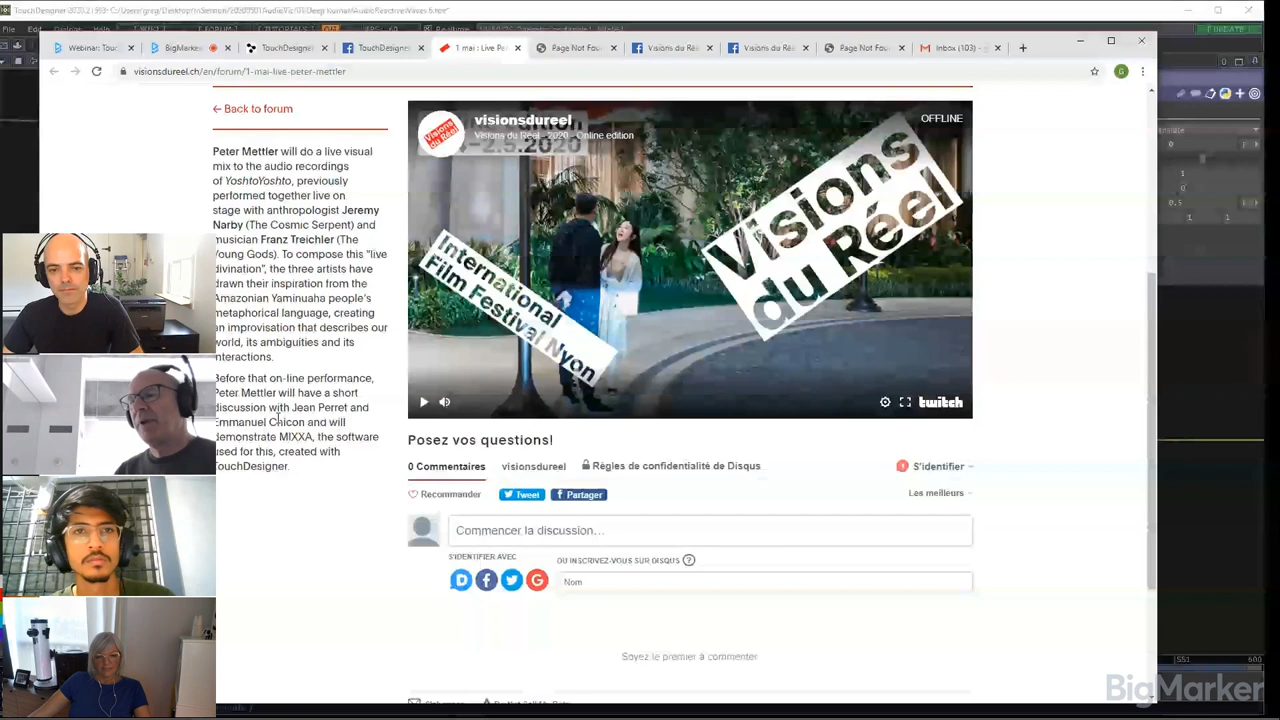 Webinar: Touc
BigMarke
TouchDesigne
TouchDesigne
1 mai : Live Pe
Page Not Fou
Visions du Ré
Visions du Ré
Page Not Fou
Gmail Inbox (103)
visionsdureel.ch/en/forum/1-mai-live-peter-mettler
← Back to forum
Peter Mettler will do a live visual
mix to the audio recordings
of YoshtoYoshto, previously
performed together live on
stage with anthropologist Jeremy
Narby (The Cosmic Serpent) and
musician Franz Treichler (The
Young Gods). To compose this "live
divination", the three artists have
drawn their inspiration from the
Amazonian Yaminuaha people's
metaphorical language, creating
an improvisation that describes our
world, its ambiguities and its
interactions.
Before that on-line performance,
Peter Mettler will have a short
discussion with Jean Perret and
Emmanuel Chicon and will
demonstrate MIXXA, the software
used for this, created with
TouchDesigner.
visionsdureel
Visions du Réel - 2020 - Online edition
OFFLINE
-2.5.2020
Visions du Réel
Visions
du Réel
International
Film Festival Nyon
twitch
Posez vos questions!
0 Commentaires
visionsdureel
Règles de confidentialité de Disqus
S'identifier
Recommander
Tweet
Partager
Les meilleurs
Commencer la discussion…
S'IDENTIFIER AVEC
OU INSCRIVEZ-VOUS SUR DISQUS ?
Nom
Soyez le premier à commenter
BigMarker